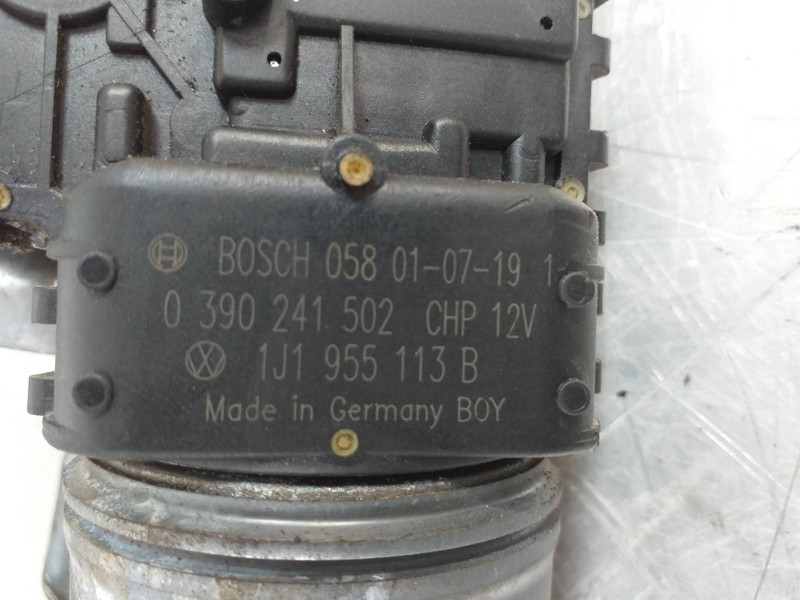 BOSCH 058 01-07-19 1
0 390 241 502 CHP 12V
1J1 955 113 B
Made in Germany BOY